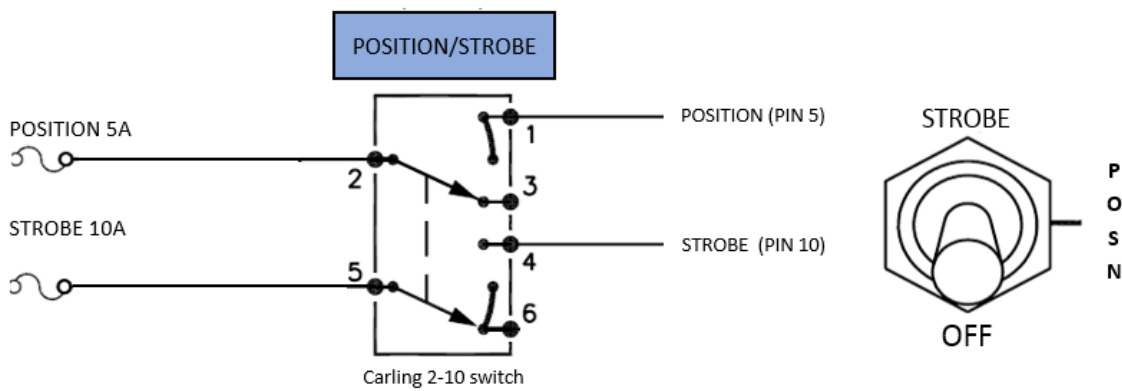 POSITION/STROBE
POSITION 5A
POSITION (PIN 5)
1
2
3
STROBE 10A
STROBE (PIN 10)
4
5
6
Carling 2-10 switch
STROBE
P
O
S
N
OFF